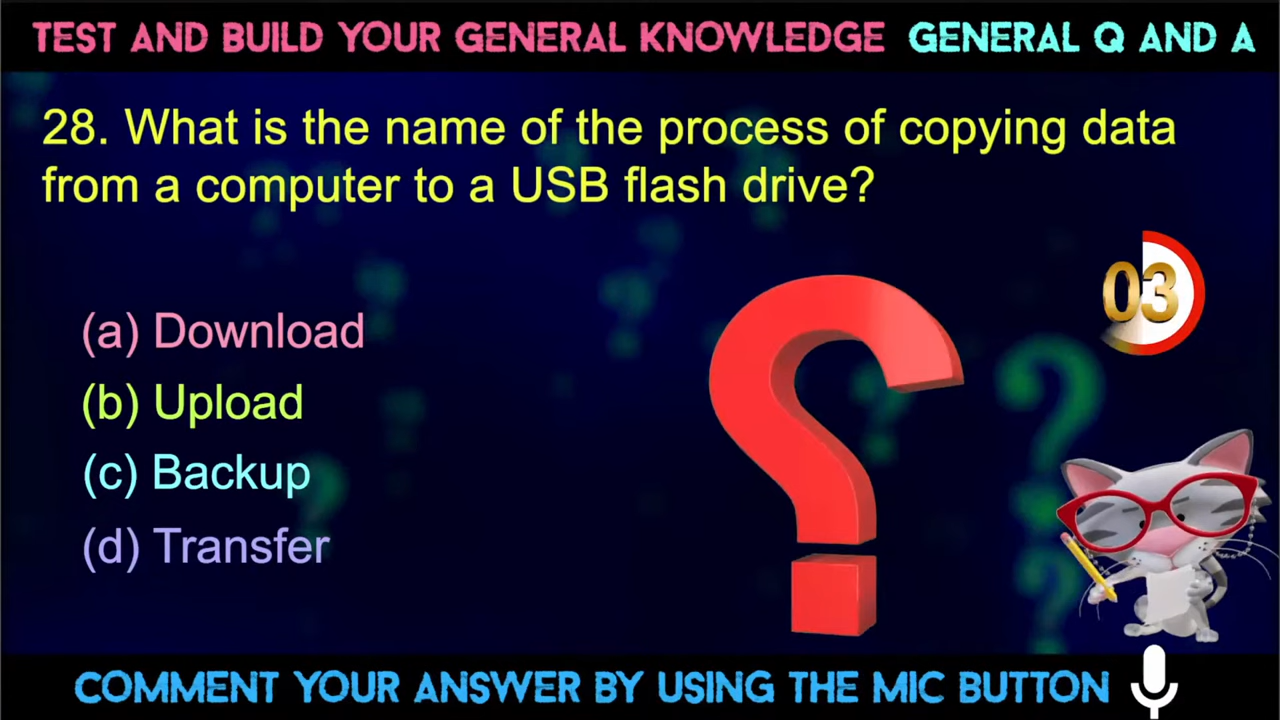 TEST AND BUILD YOUR GENERAL KNOWLEDGE GENERAL Q AND A
28. What is the name of the process of copying data
from a computer to a USB flash drive?
03
(a) Download
(b) Upload
(c) Backup
(d) Transfer
COMMENT YOUR ANSWER BY USING THE MIC BUTTON